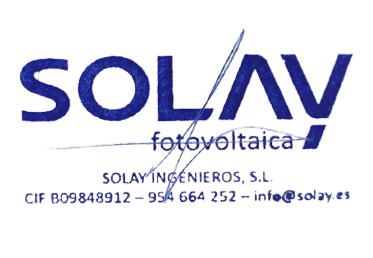 SOLAY
fotovoltaica
SOLAY INGENIEROS, S.L.
CIF B09848912 – 954 664 252 – info@solay.es